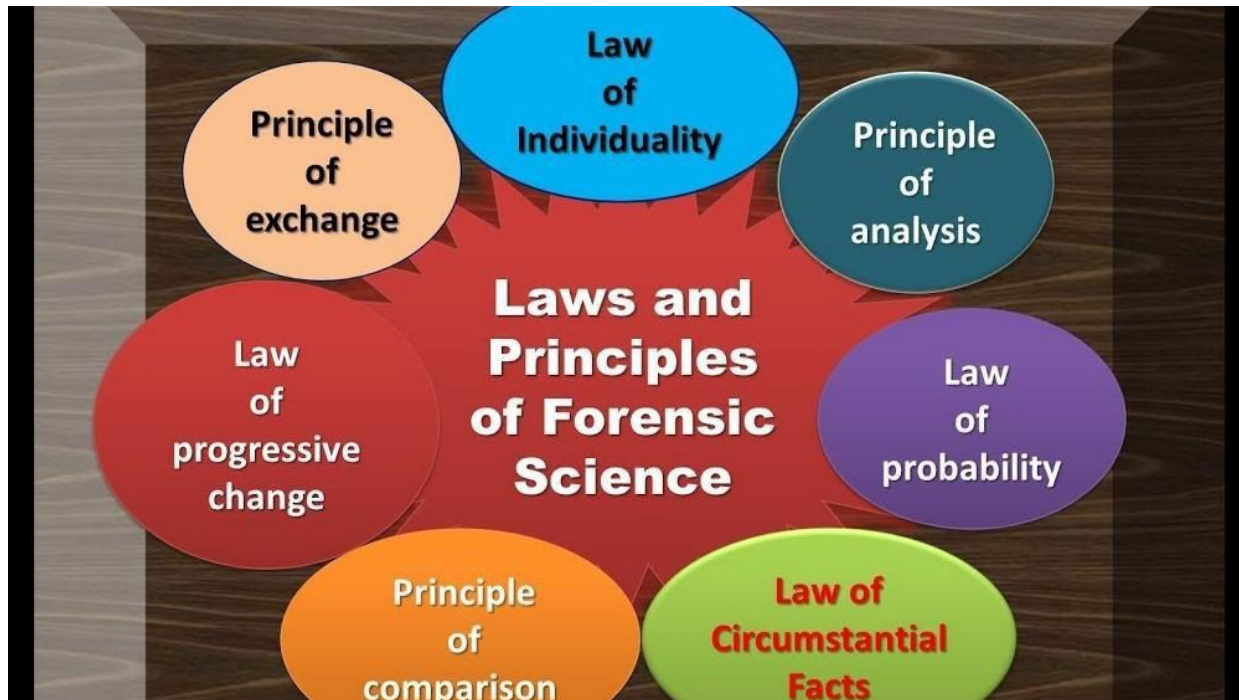 Law
of
Individuality
Principle
of
exchange
Principle
of
analysis
Laws and
Principles
of Forensic
Science
Law
of
progressive
change
Law
of
probability
Principle
of
comparison
Law of
Circumstantial
Facts